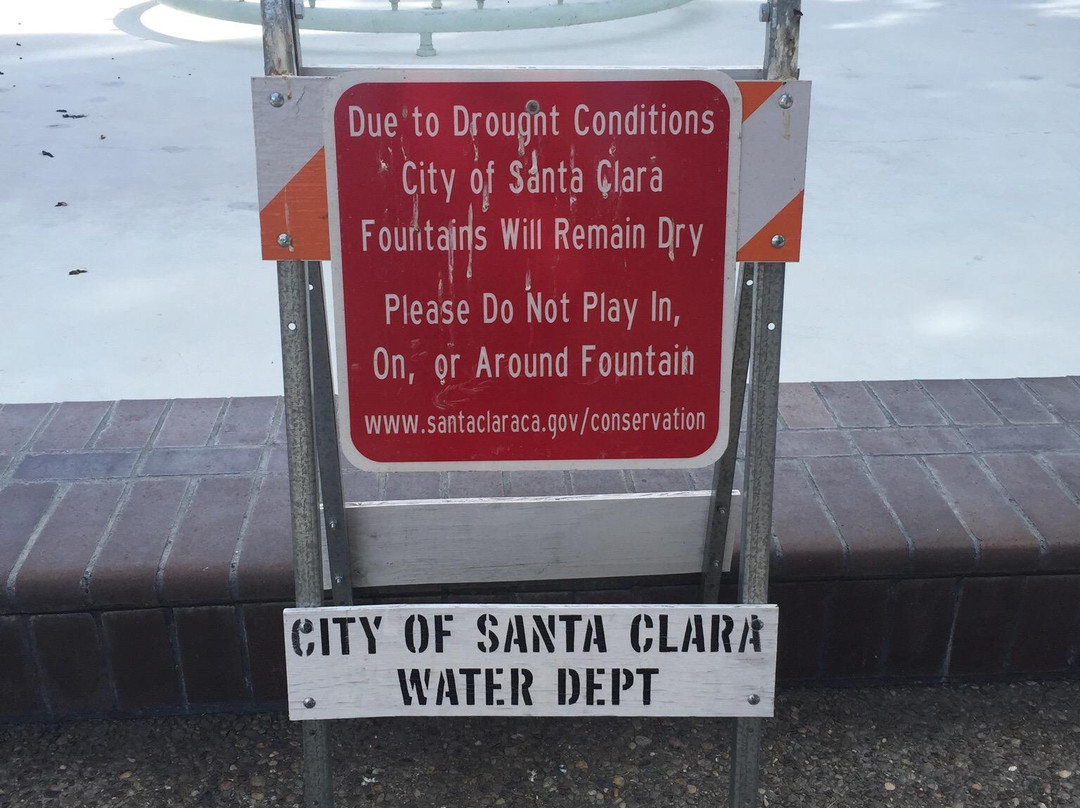 Due to Drought Conditions
City of Santa Clara
Fountains Will Remain Dry
Please Do Not Play In,
On, or Around Fountain
www.santaclaraca.gov/conservation
CITY OF SANTA CLARA
WATER DEPT